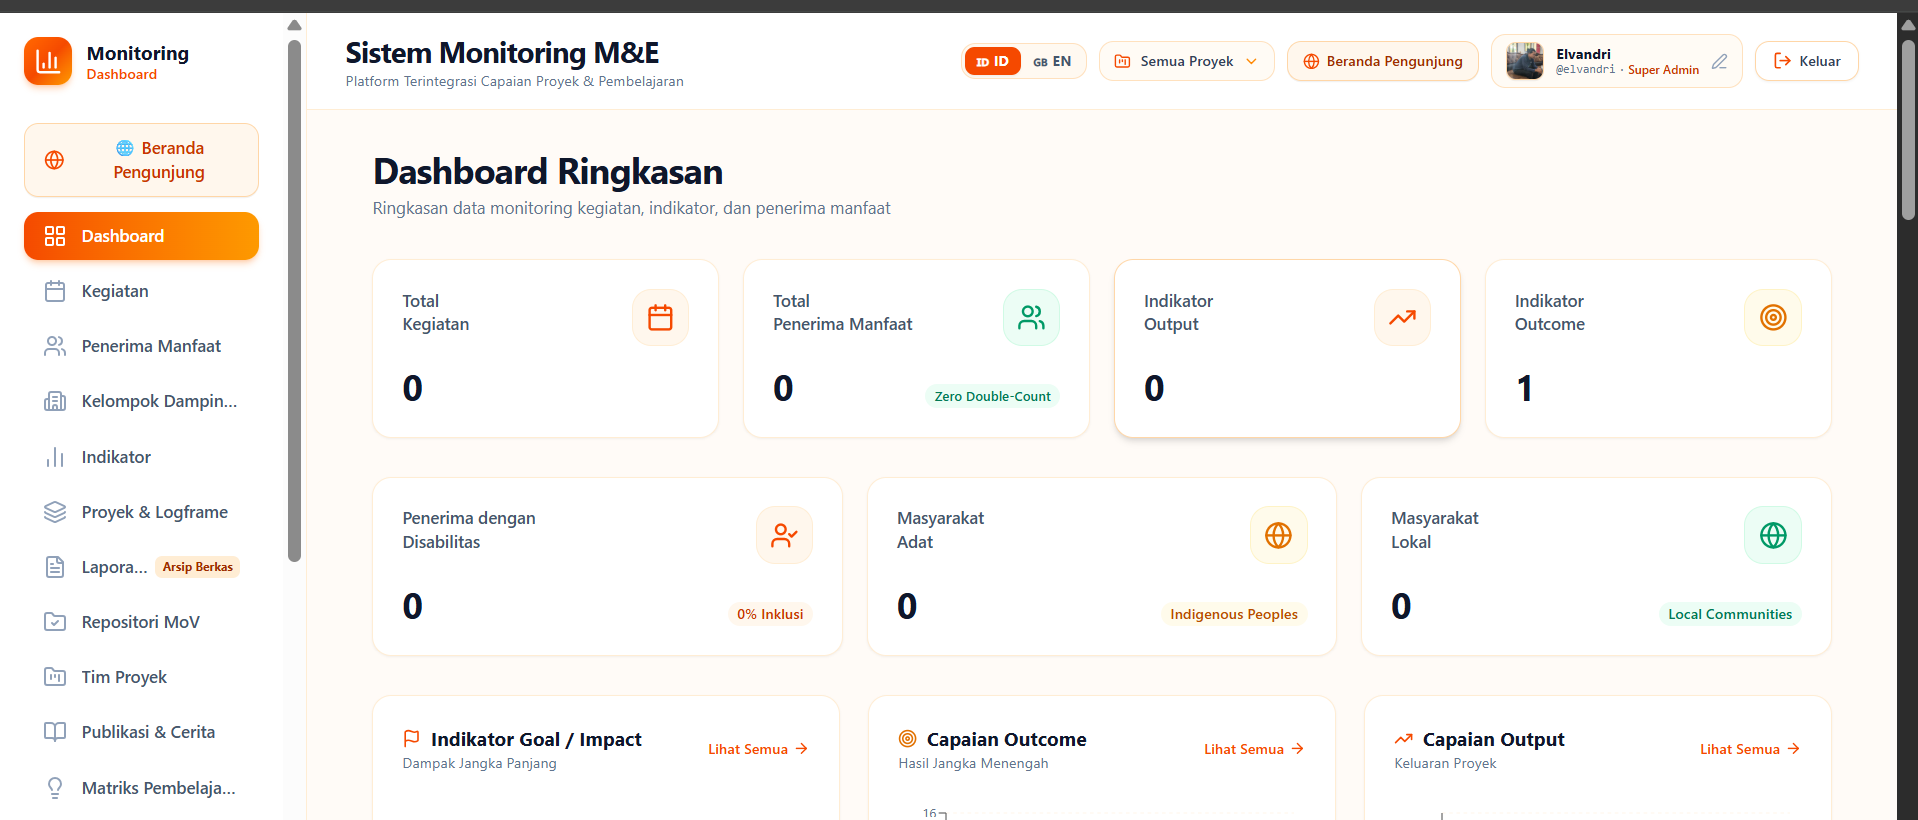 Monitoring
Dashboard
🌐 Beranda
Pengunjung
Dashboard
Kegiatan
Penerima Manfaat
Kelompok Dampin...
Indikator
Proyek & Logframe
Lapora... Arsip Berkas
Repositori MoV
Tim Proyek
Publikasi & Cerita
Matriks Pembelaja...
Sistem Monitoring M&E
Platform Terintegrasi Capaian Proyek & Pembelajaran
ID ID GB EN
Semua Proyek
Beranda Pengunjung
Elvandri
@elvandri · Super Admin
Keluar
Dashboard Ringkasan
Ringkasan data monitoring kegiatan, indikator, dan penerima manfaat
Total
Kegiatan
0
Total
Penerima Manfaat
0
Zero Double-Count
Indikator
Output
0
Indikator
Outcome
1
Penerima dengan
Disabilitas
0
0% Inklusi
Masyarakat
Adat
0
Indigenous Peoples
Masyarakat
Lokal
0
Local Communities
Indikator Goal / Impact
Dampak Jangka Panjang
Lihat Semua →
Capaian Outcome
Hasil Jangka Menengah
Lihat Semua →
16
Capaian Output
Keluaran Proyek
Lihat Semua →